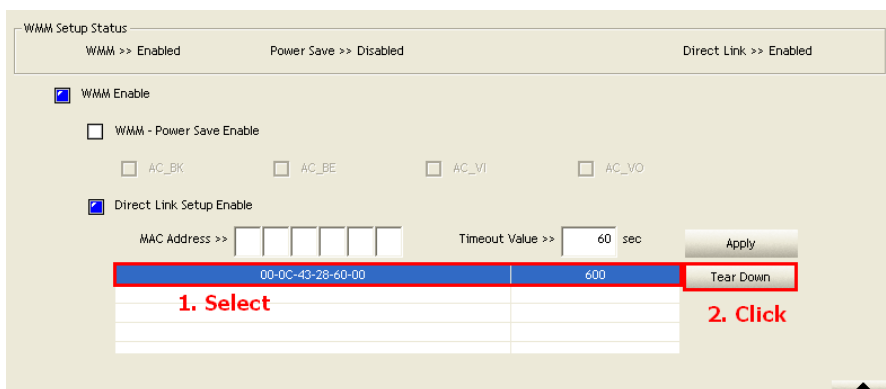 WMM Setup Status
WMM >> Enabled Power Save >> Disabled Direct Link >> Enabled
WMM Enable
WMM - Power Save Enable
AC_BK AC_BE AC_VI AC_VO
Direct Link Setup Enable
MAC Address >> Timeout Value >> 60 sec Apply
00-0C-43-28-60-00 600 Tear Down
1. Select
2. Click